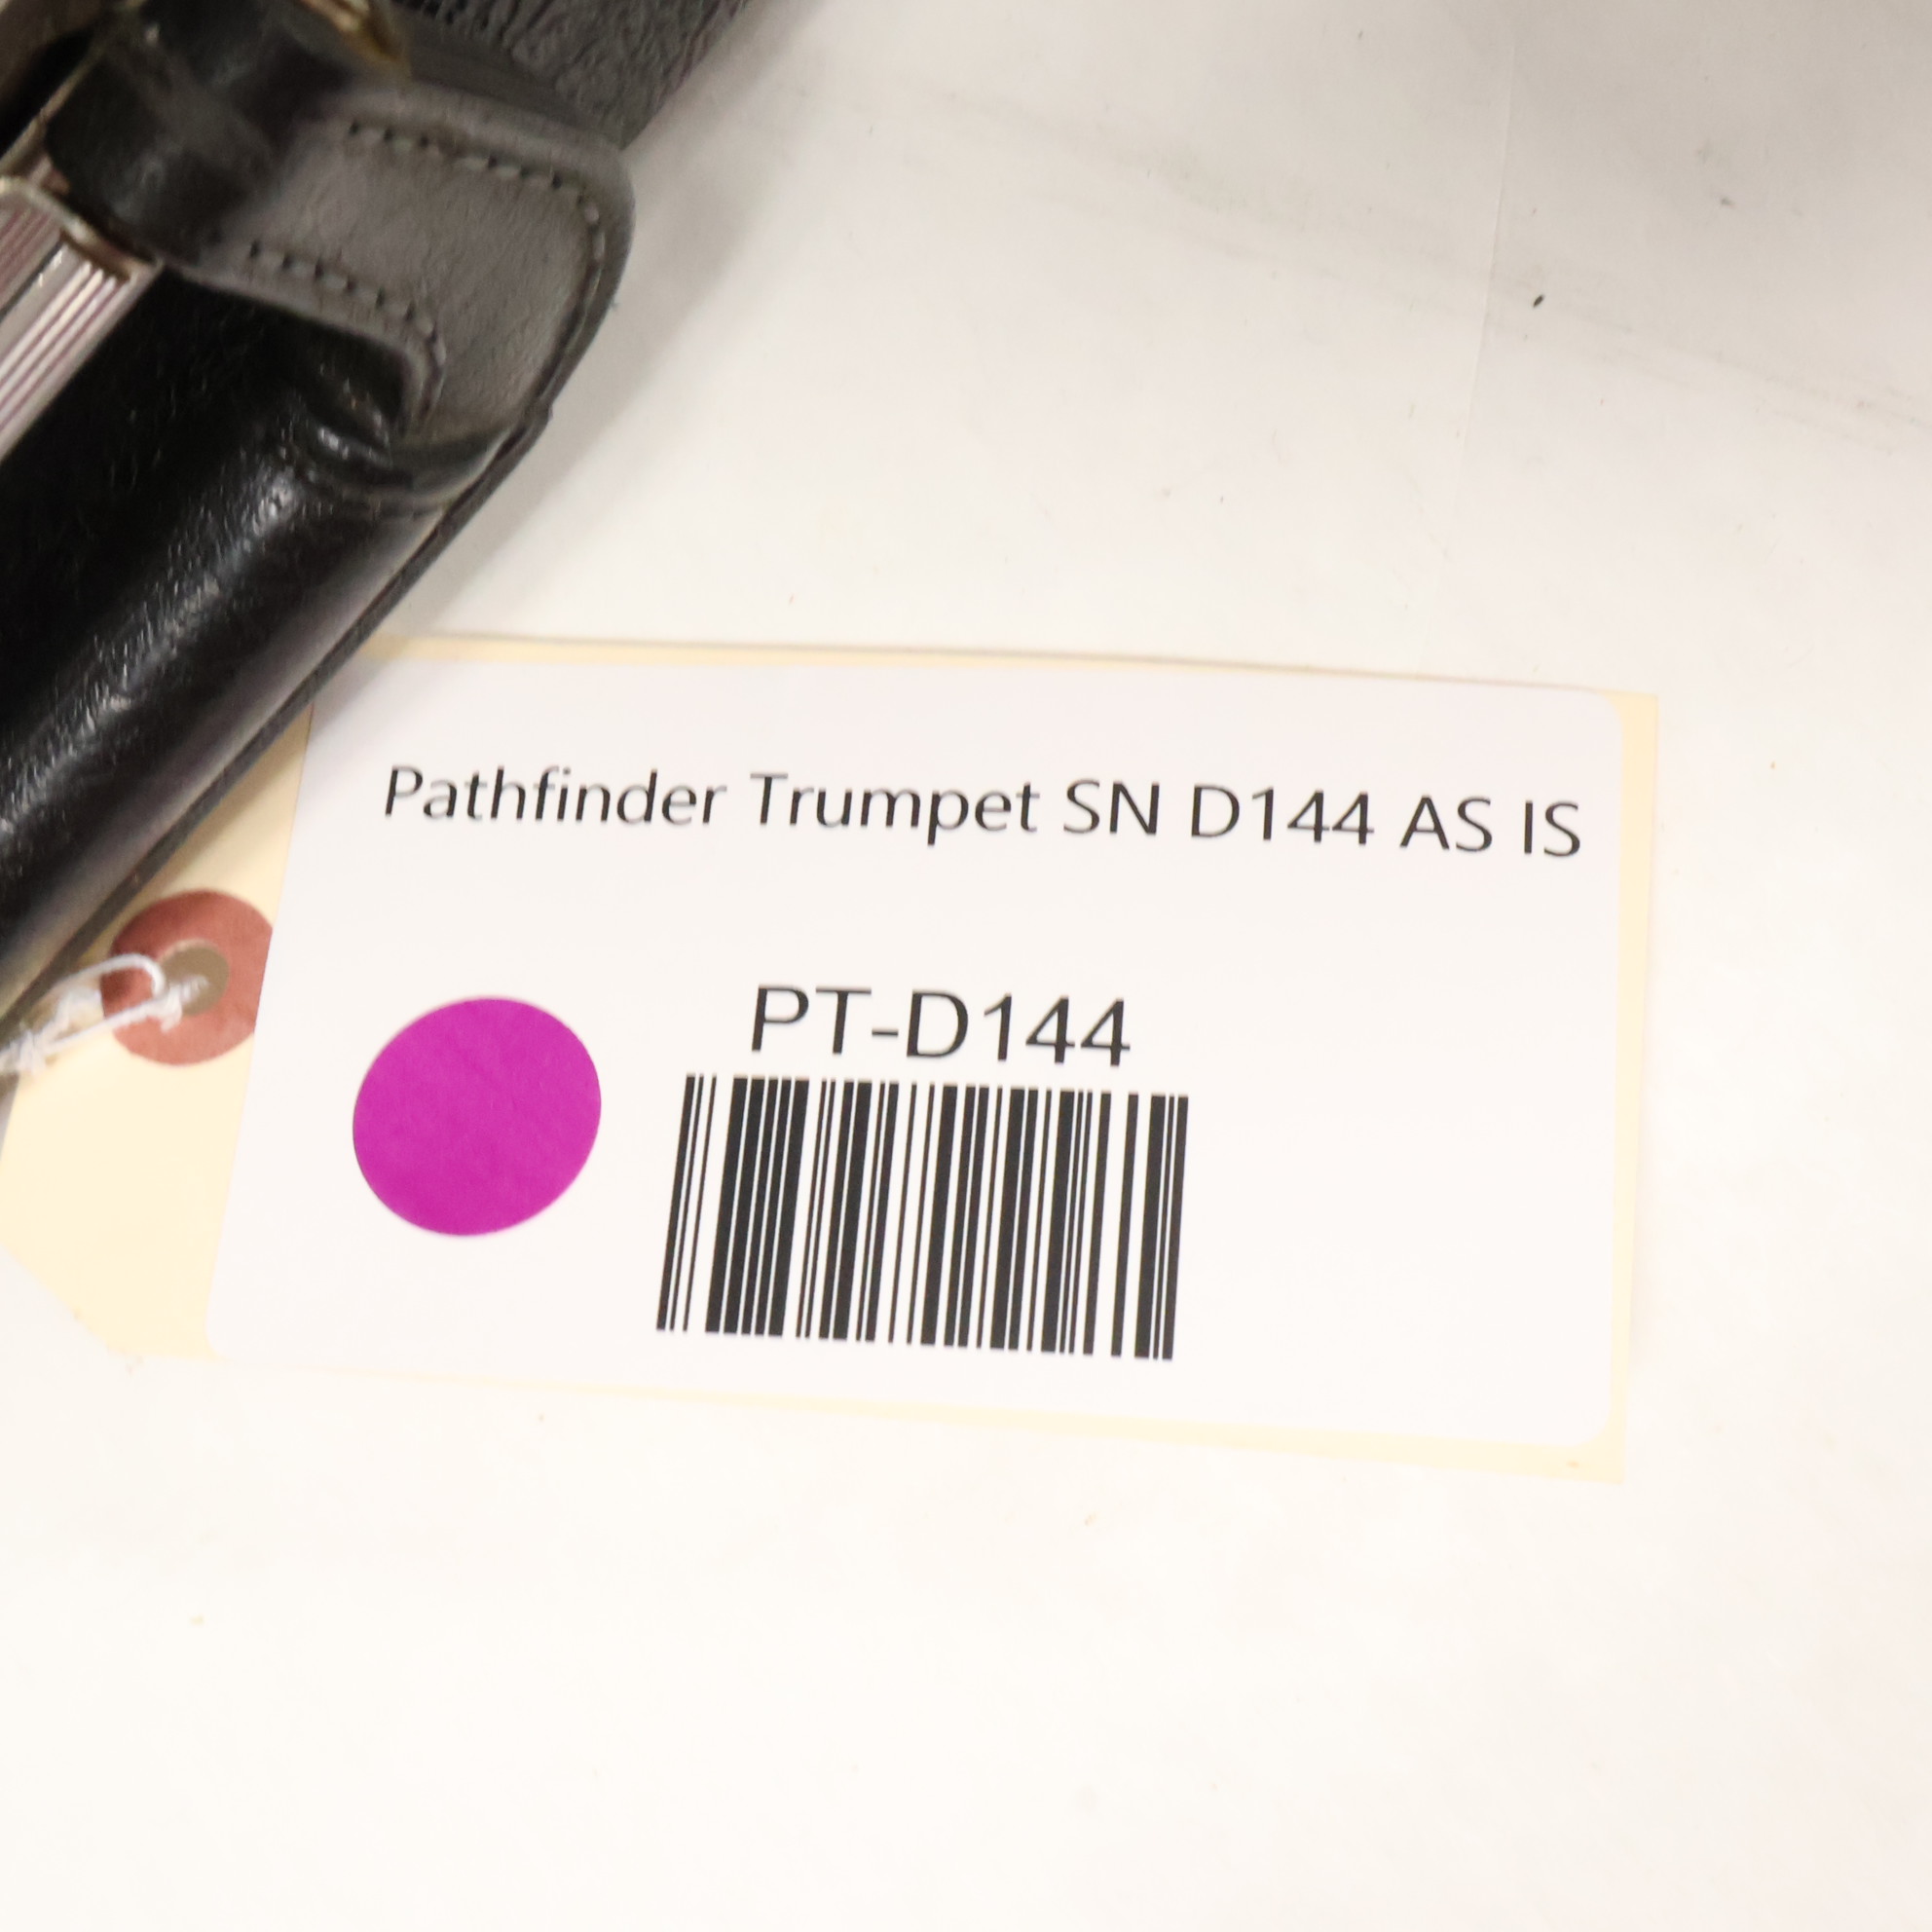 Pathfinder Trumpet SN D144 AS IS
PT-D144